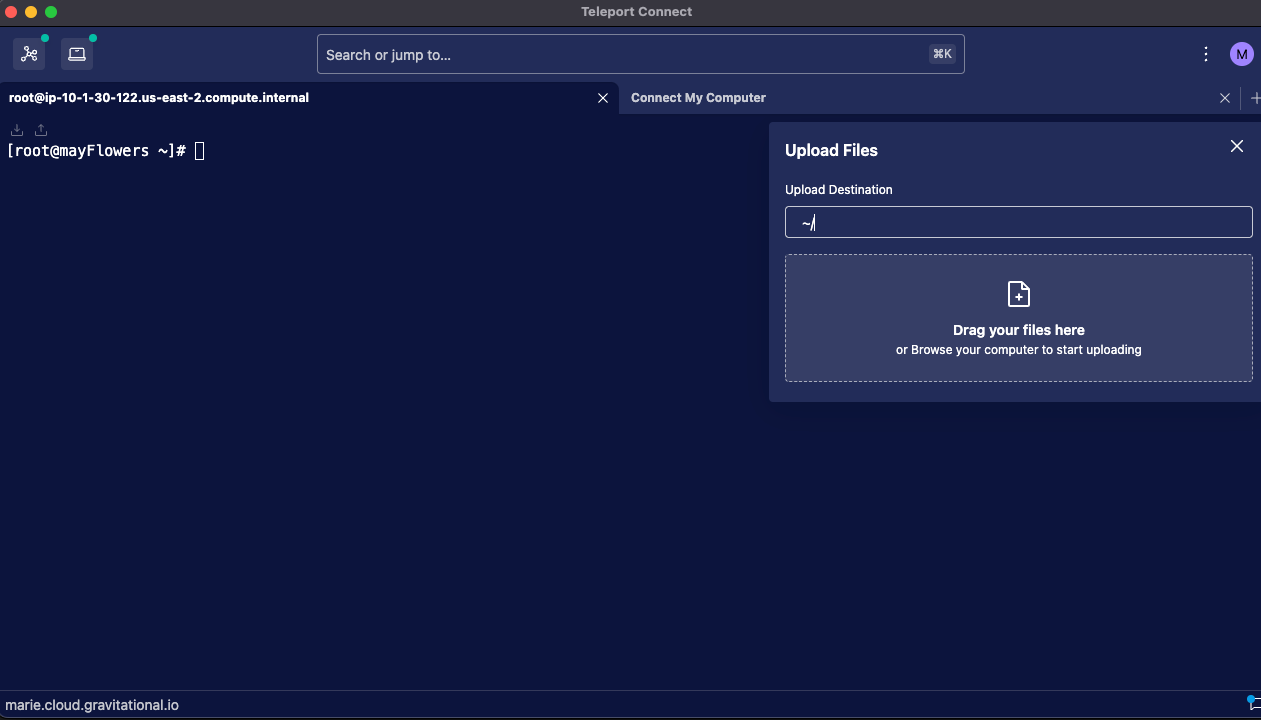 Teleport Connect
Search or jump to...
⌘K
M
root@ip-10-1-30-122.us-east-2.compute.internal
Connect My Computer
[root@mayFlowers ~]#
Upload Files
Upload Destination
~/
Drag your files here
or Browse your computer to start uploading
marie.cloud.gravitational.io